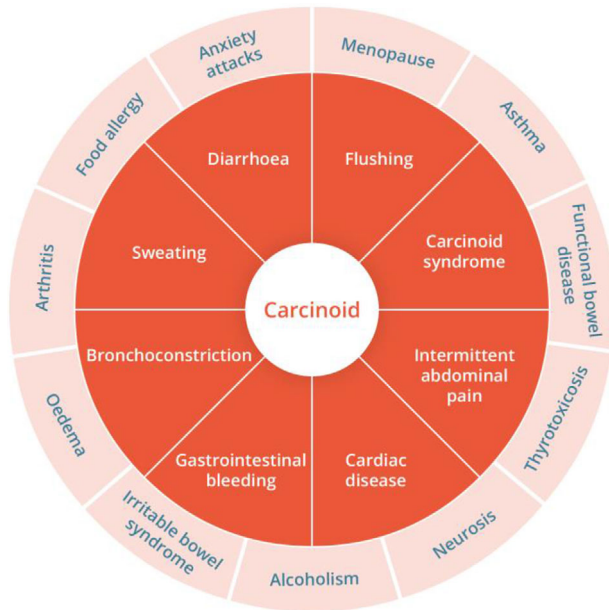 Anxiety
attacks
Menopause
Asthma
Functional bowel
disease
Thyrotoxicosis
Neurosis
Alcoholism
Irritable bowel
syndrome
Oedema
Arthritis
Food allergy
Diarrhoea
Flushing
Carcinoid
syndrome
Intermittent
abdominal
pain
Cardiac
disease
Gastrointestinal
bleeding
Bronchoconstriction
Sweating
Carcinoid